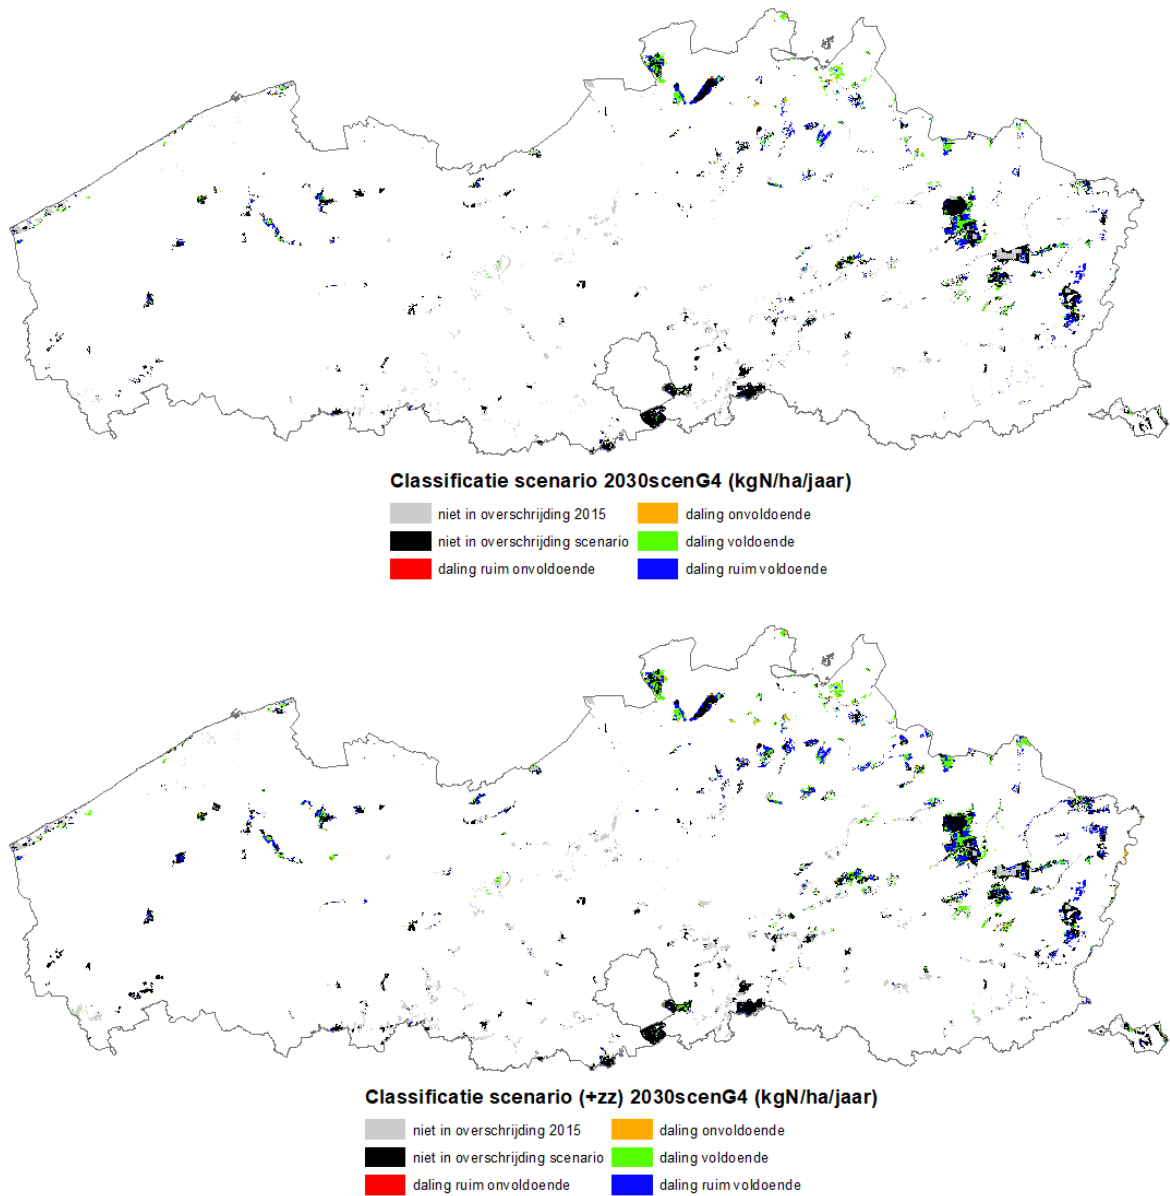 Classificatie scenario 2030scenG4 (kgN/ha/jaar)
niet in overschrijding 2015
daling onvoldoende
niet in overschrijding scenario
daling voldoende
daling ruim onvoldoende
daling ruim voldoende
Classificatie scenario (+zz) 2030scenG4 (kgN/ha/jaar)
niet in overschrijding 2015
daling onvoldoende
niet in overschrijding scenario
daling voldoende
daling ruim onvoldoende
daling ruim voldoende